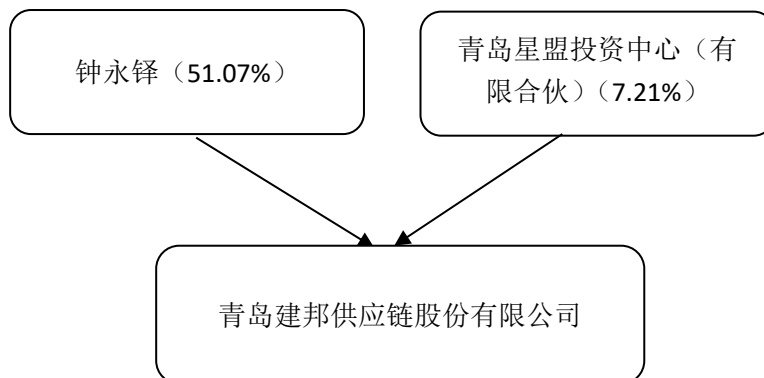 钟永铎（51.07%）
青岛星盟投资中心（有
限合伙）（7.21%）
青岛建邦供应链股份有限公司